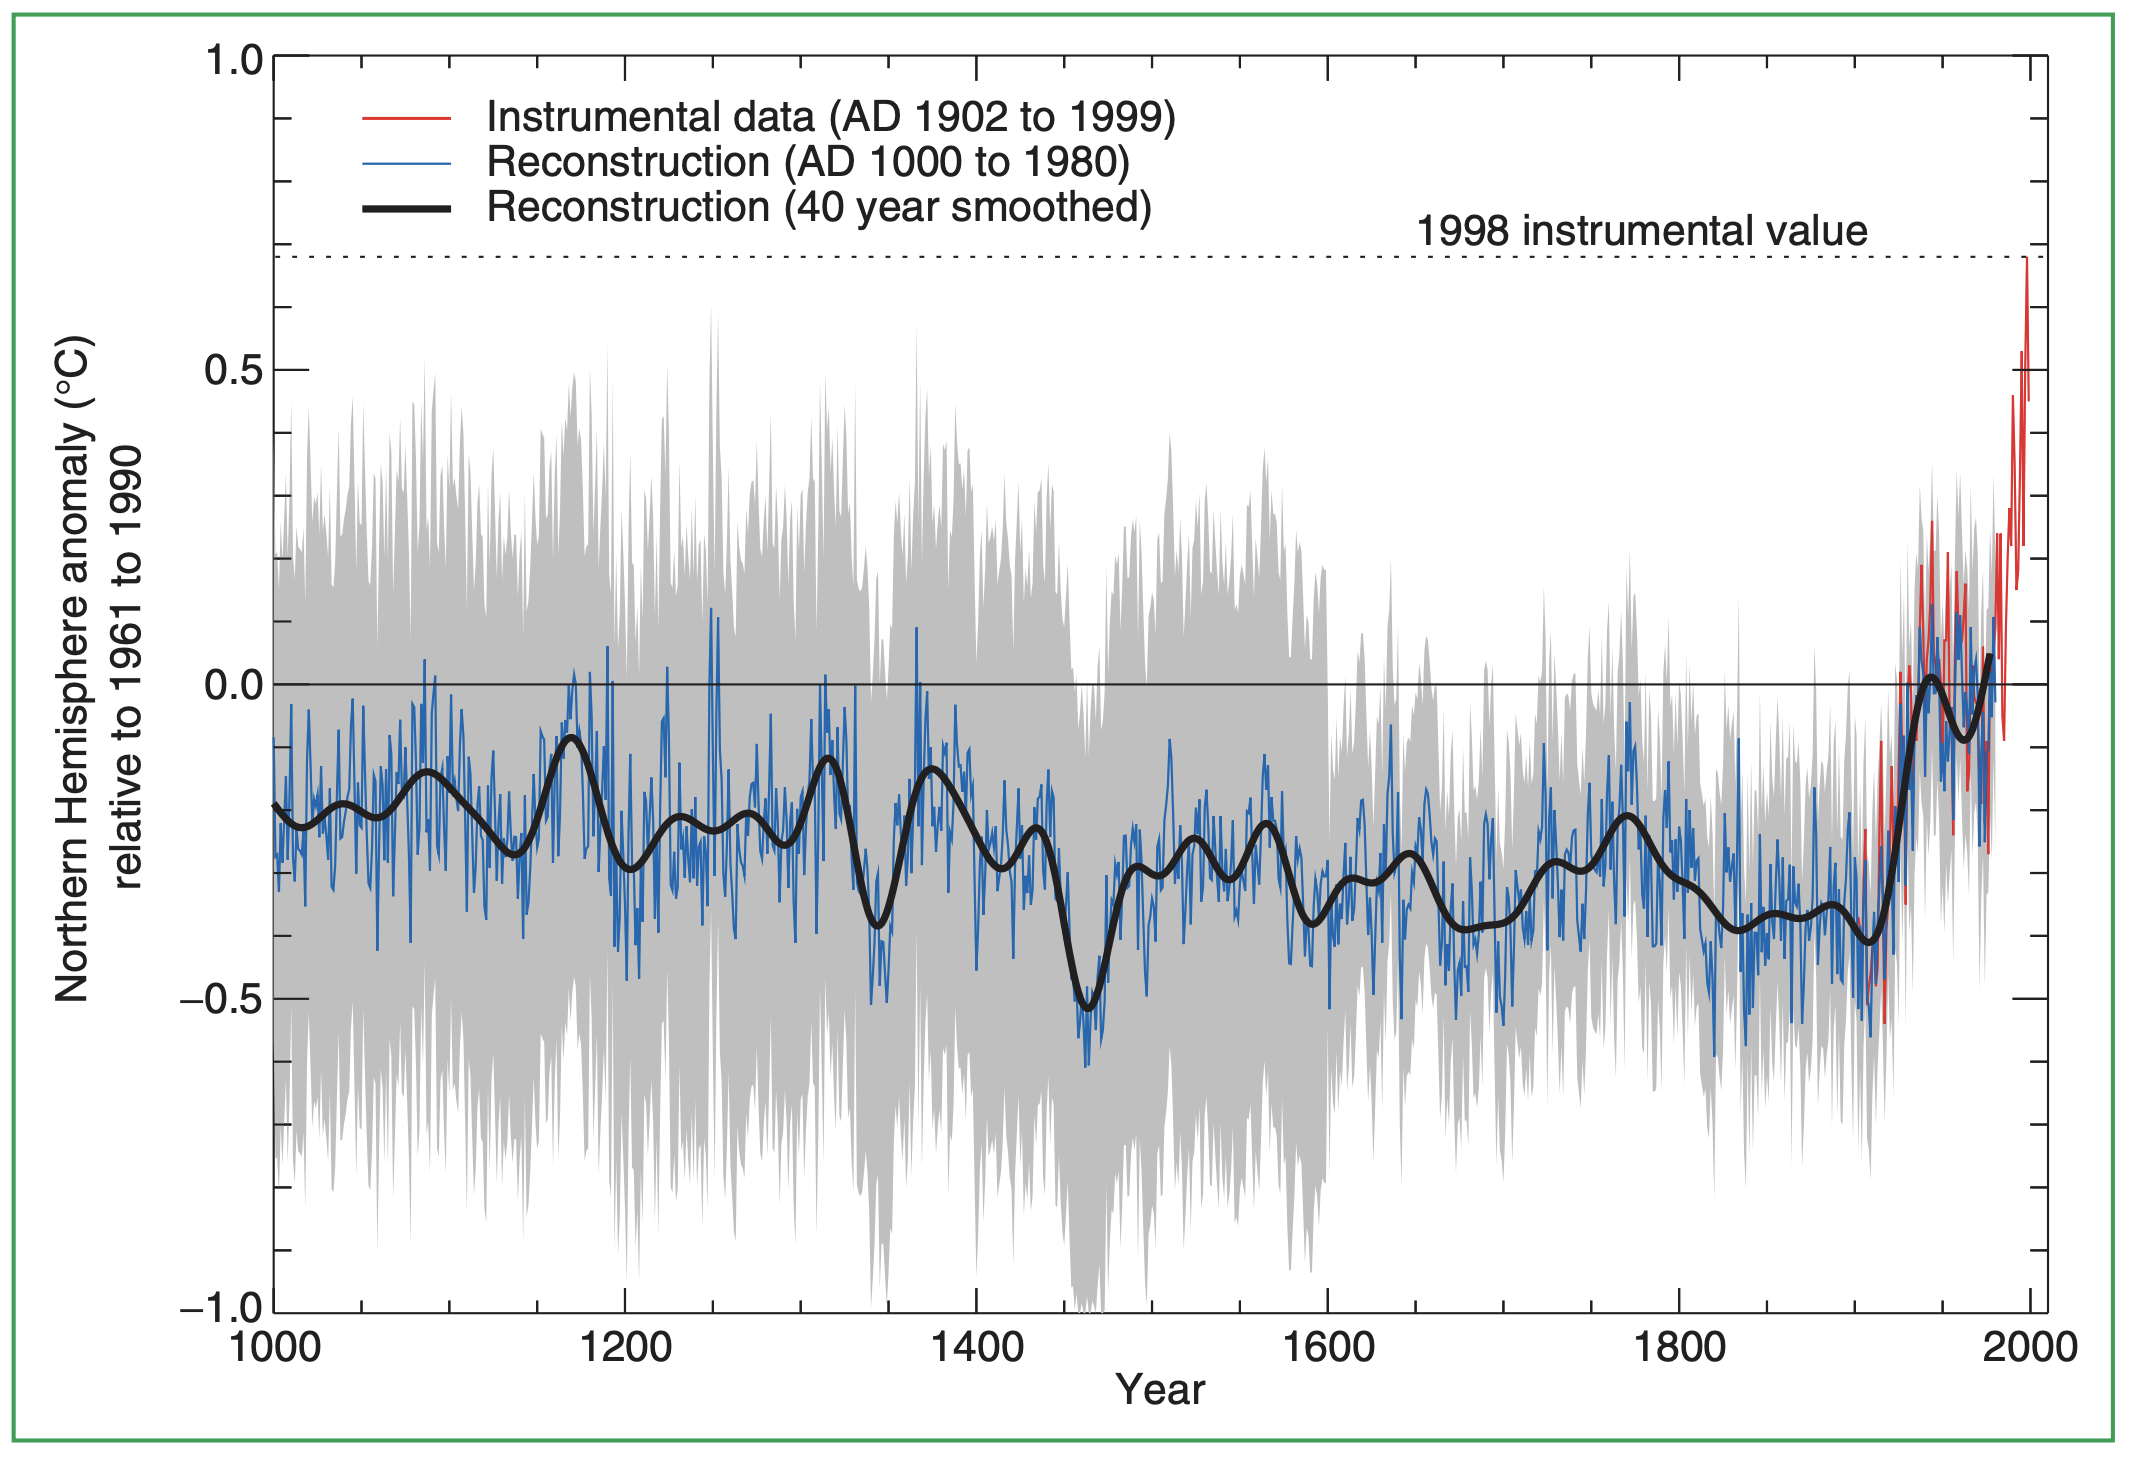 1.0
0.5
0.0
−0.5
−1.0
Northern Hemisphere anomaly (°C)
relative to 1961 to 1990
Instrumental data (AD 1902 to 1999)
Reconstruction (AD 1000 to 1980)
Reconstruction (40 year smoothed)
1998 instrumental value
1000 1200 1400 1600 1800 2000
Year